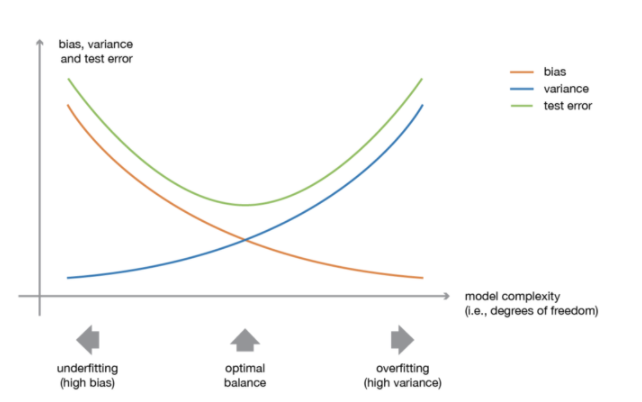 bias, variance
and test error
bias
variance
test error
model complexity
(i.e., degrees of freedom)
underfitting
(high bias)
optimal
balance
overfitting
(high variance)